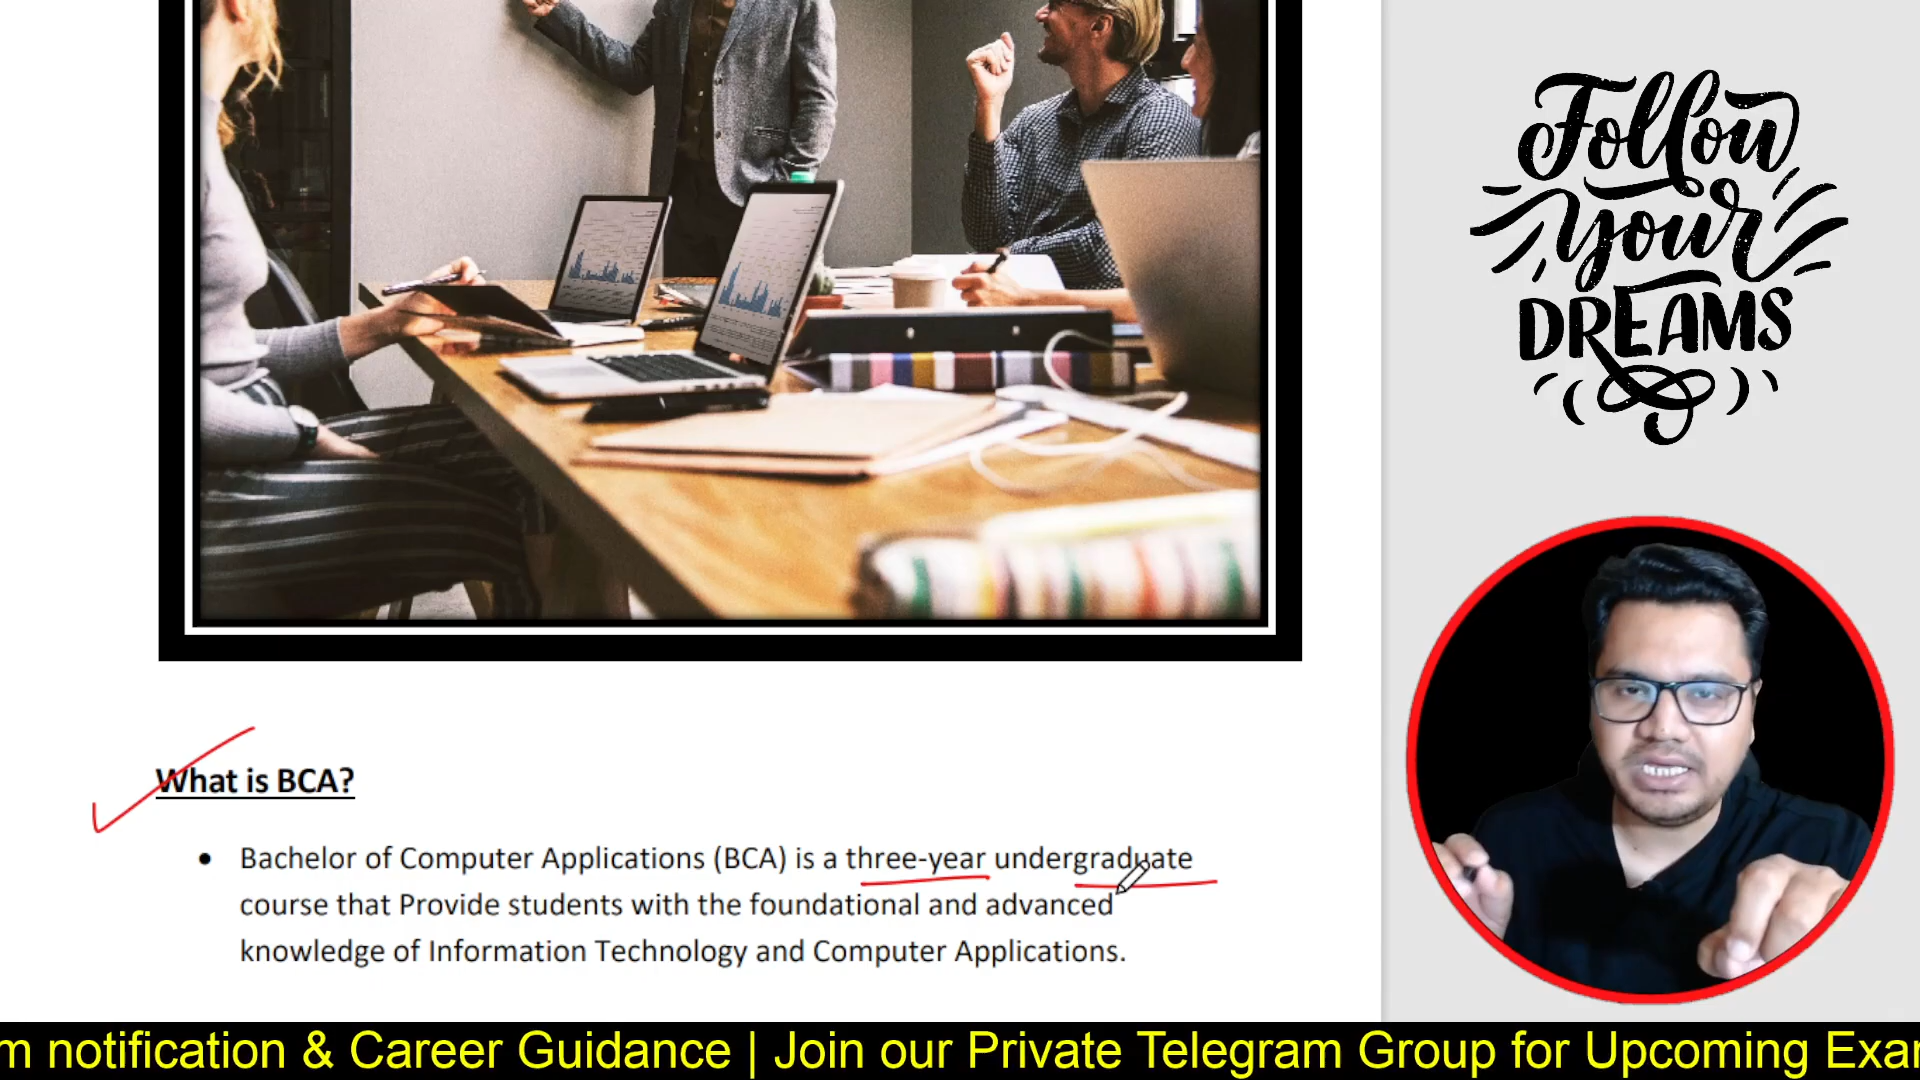 Follow
your
DREAMS
What is BCA?
• Bachelor of Computer Applications (BCA) is a three-year undergraduate
course that Provide students with the foundational and advanced
knowledge of Information Technology and Computer Applications.
m notification & Career Guidance | Join our Private Telegram Group for Upcoming Exam